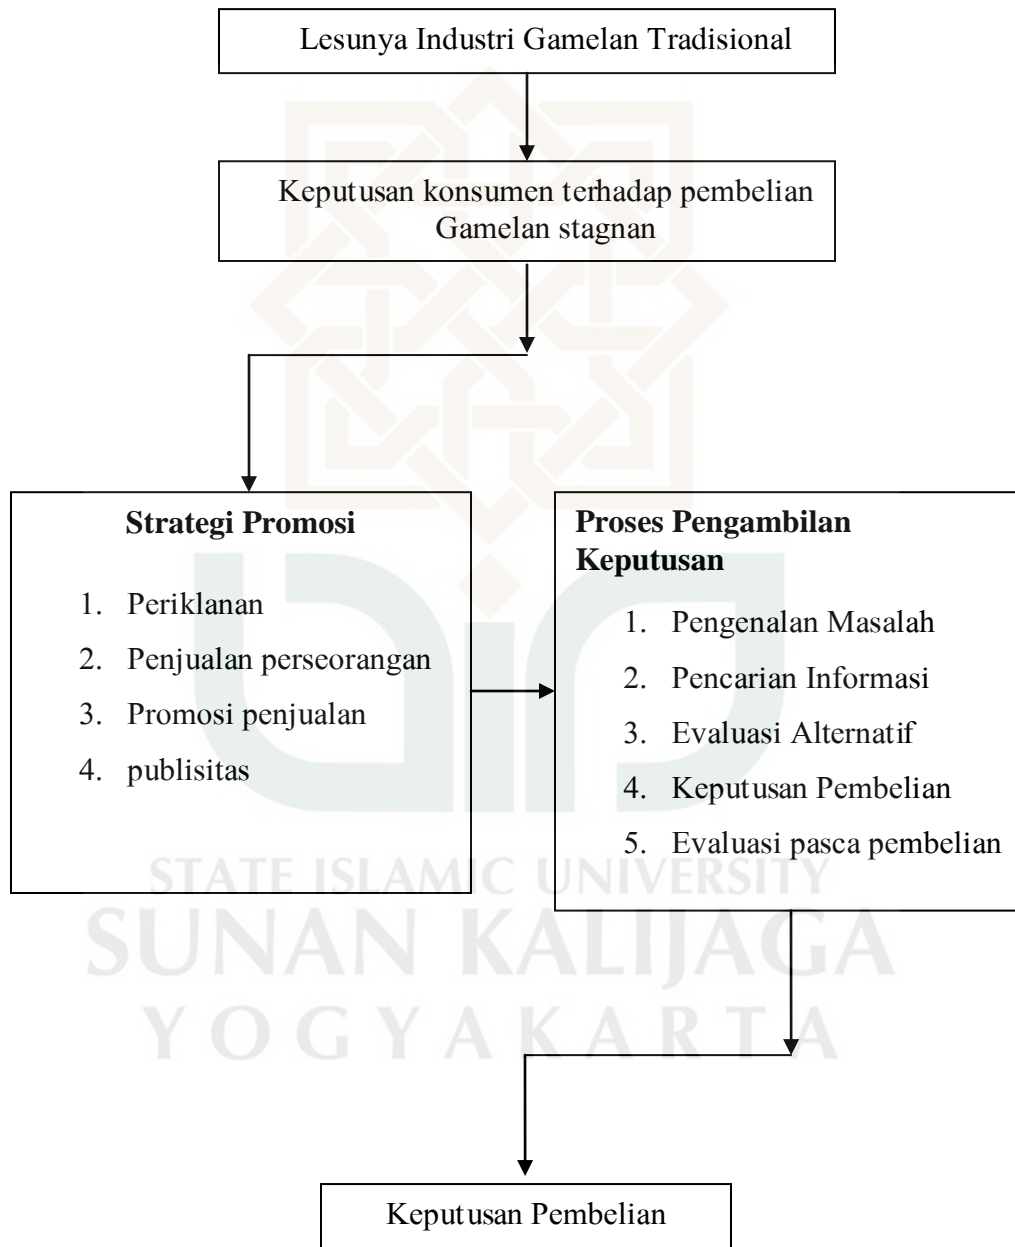 Lesunya Industri Gamelan Tradisional
Keputusan konsumen terhadap pembelian
Gamelan stagnan
Strategi Promosi
1. Periklanan
2. Penjualan perseorangan
3. Promosi penjualan
4. publisitas
Proses Pengambilan
Keputusan
1. Pengenalan Masalah
2. Pencarian Informasi
3. Evaluasi Alternatif
4. Keputusan Pembelian
5. Evaluasi pasca pembelian
STATE ISLAMIC UNIVERSITY
SUNAN KALIJAGA
YOGYAKARTA
Keputusan Pembelian